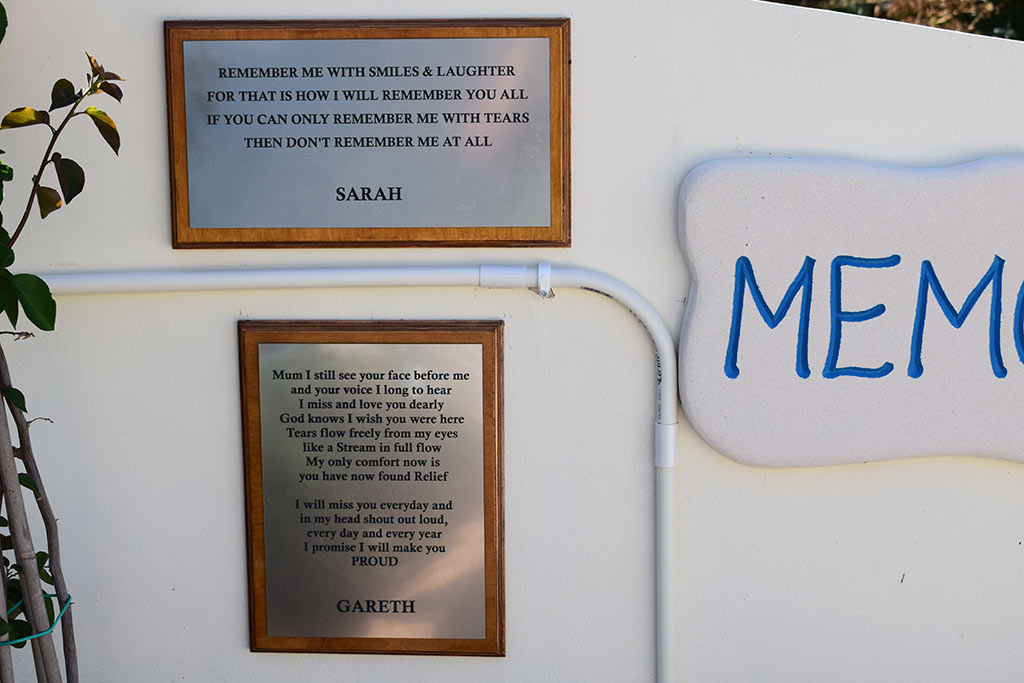 REMEMBER ME WITH SMILES & LAUGHTER
FOR THAT IS HOW I WILL REMEMBER YOU ALL
IF YOU CAN ONLY REMEMBER ME WITH TEARS
THEN DON'T REMEMBER ME AT ALL
SARAH
Mum I still see your face before me
and your voice I long to hear
I miss and love you dearly
God knows I wish you were here
Tears flow freely from my eyes
like a Stream in full flow
My only comfort now is
you have now found Relief
I will miss you everyday and
in my head shout out loud,
every day and every year
I promise I will make you
PROUD
GARETH
MEM